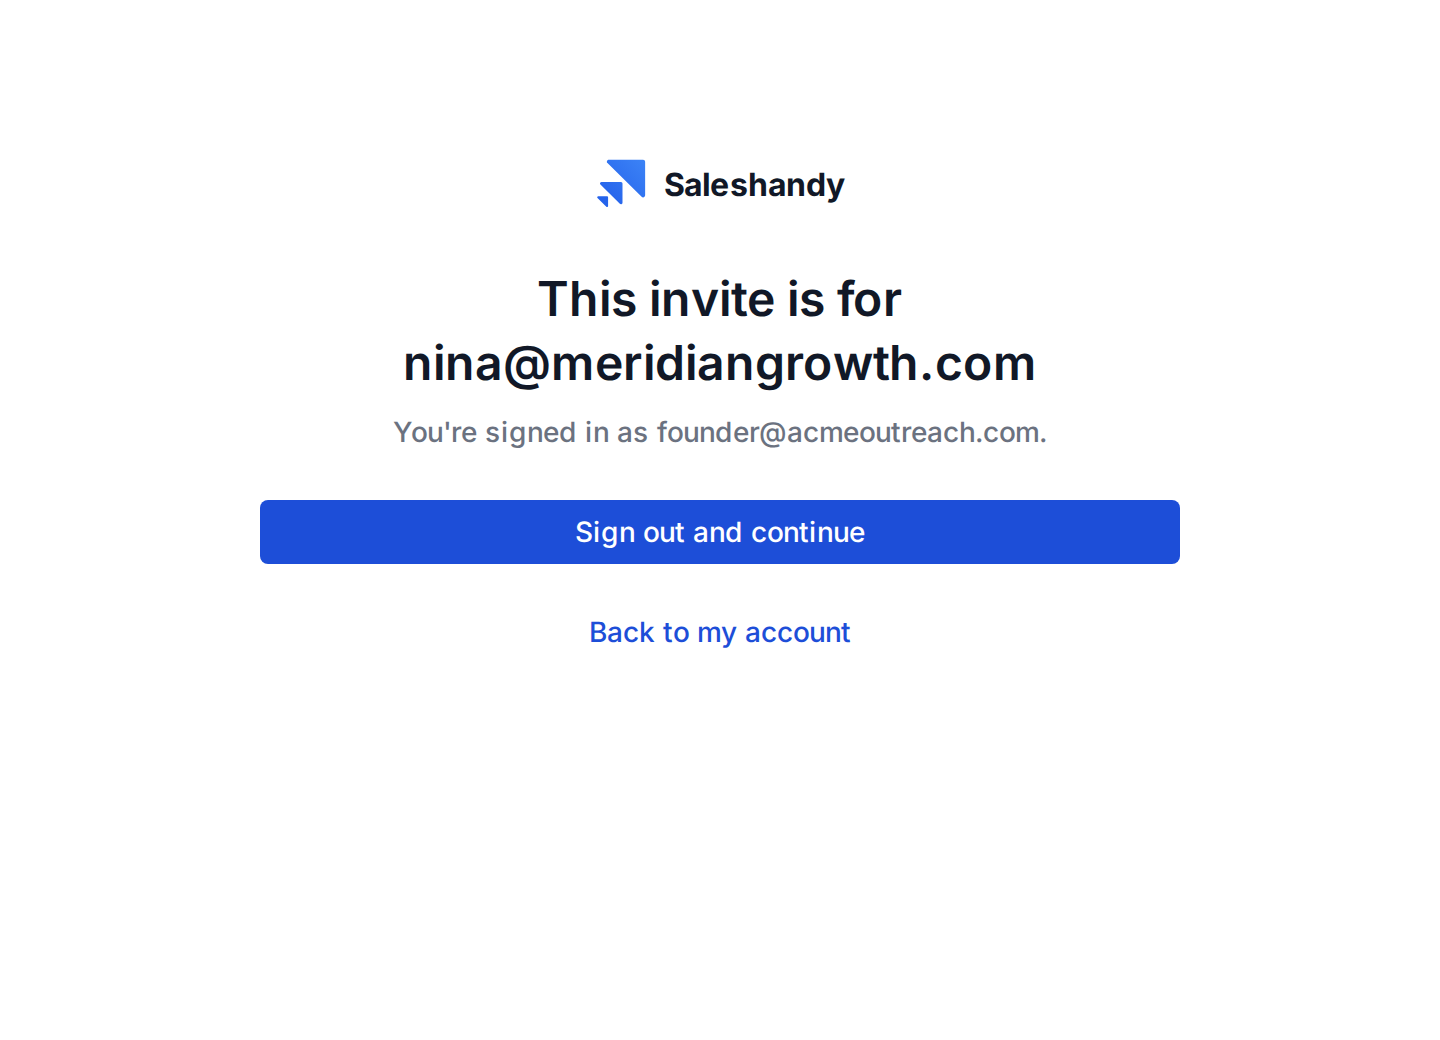 Saleshandy
This invite is for
nina@meridiangrowth.com
You're signed in as founder@acmeoutreach.com.
Sign out and continue
Back to my account